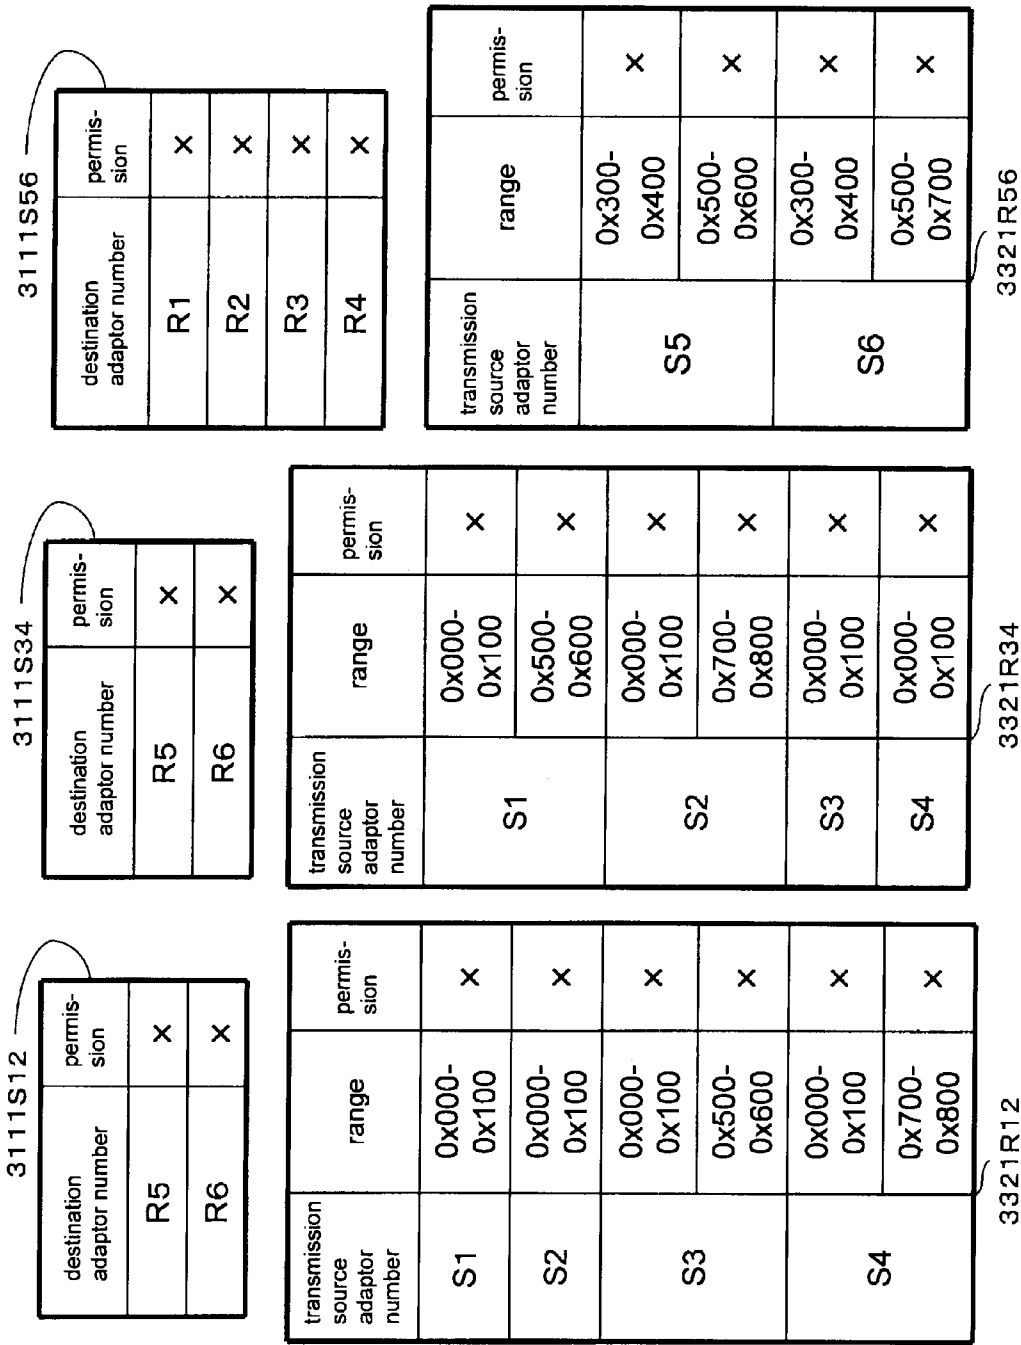 3111S12
destination
adaptor number
permis-
sion
R5
×
R6
×
transmission
source
adaptor
number
range
permis-
sion
S1
0x000-
0x100
×
S2
0x000-
0x100
×
S3
0x000-
0x100
×
0x500-
0x600
×
S4
0x000-
0x100
×
0x700-
0x800
×
3321R12
3111S34
destination
adaptor number
permis-
sion
R5
×
R6
×
transmission
source
adaptor
number
range
permis-
sion
S1
0x000-
0x100
×
0x500-
0x600
×
S2
0x000-
0x100
×
0x700-
0x800
×
S3
0x000-
0x100
×
S4
0x000-
0x100
×
3321R34
3111S56
destination
adaptor number
permis-
sion
R1
×
R2
×
R3
×
R4
×
transmission
source
adaptor
number
range
permis-
sion
S5
0x300-
0x400
×
0x500-
0x600
×
S6
0x300-
0x400
×
0x500-
0x700
×
3321R56